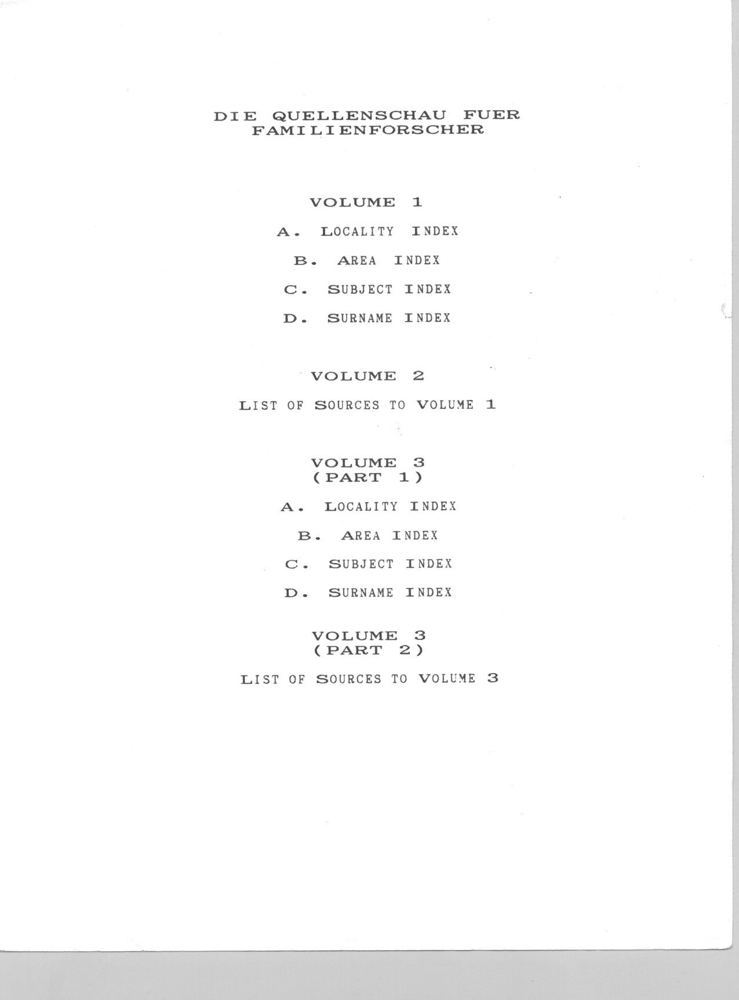 DIE QUELLENSCHAU FUER
FAMILIENFORSCHER
VOLUME 1
A. LOCALITY INDEX
B. AREA INDEX
C. SUBJECT INDEX
D. SURNAME INDEX
VOLUME 2
LIST OF SOURCES TO VOLUME 1
VOLUME 3
(PART 1)
A. LOCALITY INDEX
B. AREA INDEX
C. SUBJECT INDEX
D. SURNAME INDEX
VOLUME 3
(PART 2)
LIST OF SOURCES TO VOLUME 3